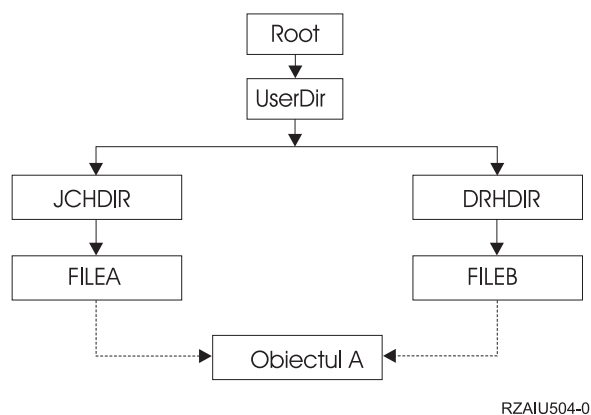 Root
UserDir
JCHDIR
DRHDIR
FILEA
FILEB
Obiectul A
RZAIU504-0